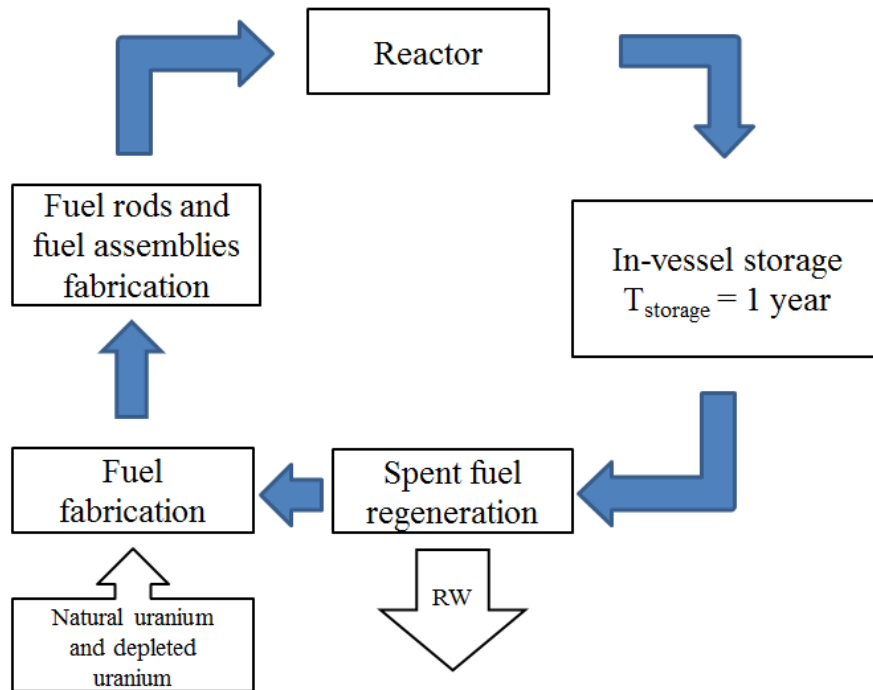 Reactor
Fuel rods and
fuel assemblies
fabrication
In-vessel storage
T_storage = 1 year
Fuel
fabrication
Spent fuel
regeneration
RW
Natural uranium
and depleted
uranium